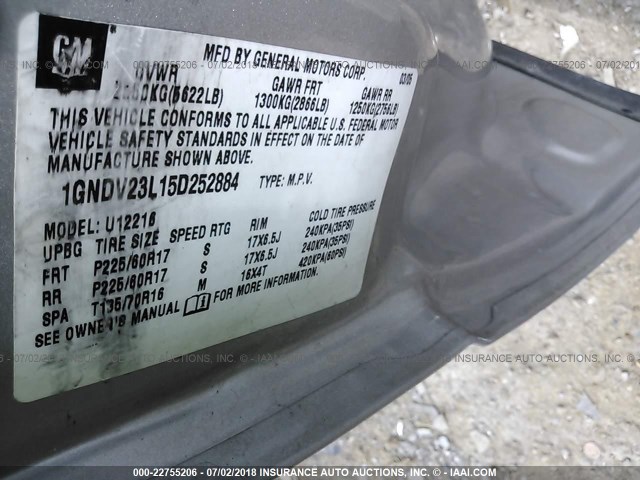 GM
MFD BY GENERAL MOTORS CORP. 03/05
GVWR GAWR FRT GAWR RR
KG(5622LB) 1300KG(2866LB) 1250KG(2756LB)
THIS VEHICLE CONFORMS TO ALL APPLICABLE U.S. FEDERAL MOTOR
VEHICLE SAFETY STANDARDS IN EFFECT ON THE DATE OF
MANUFACTURE SHOWN ABOVE.
1GNDV23L15D252884 TYPE: M.P.V.
MODEL: U12216
UPBG TIRE SIZE SPEED RTG RIM COLD TIRE PRESSURE
FRT P225/60R17 S 17X6.5J 240KPA(35PSI)
RR P225/60R17 S 17X6.5J 240KPA(35PSI)
SPA T135/70R16 M 16X4T 420KPA(60PSI)
SEE OWNER'S MANUAL FOR MORE INFORMATION.
000-22755206 - 07/02/2018 INSURANCE AUTO AUCTIONS, INC. - © IAAI.COM